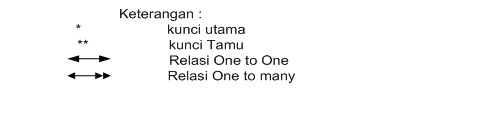 Keterangan :
* kunci utama
** kunci Tamu
Relasi One to One
Relasi One to many